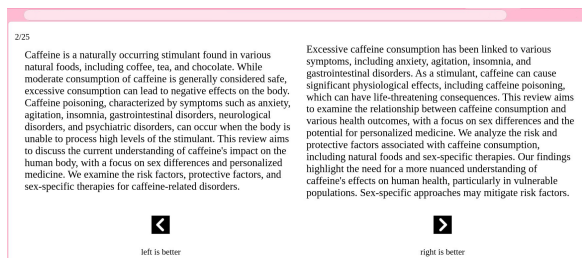 2/25
Caffeine is a naturally occurring stimulant found in various
natural foods, including coffee, tea, and chocolate. While
moderate consumption of caffeine is generally considered safe,
excessive consumption can lead to negative effects on the body.
Caffeine poisoning, characterized by symptoms such as anxiety,
agitation, insomnia, gastrointestinal disorders, neurological
disorders, and psychiatric disorders, can occur when the body is
unable to process high levels of the stimulant. This review aims
to discuss the current understanding of caffeine's impact on the
human body, with a focus on sex differences and personalized
medicine. We examine the risk factors, protective factors, and
sex-specific therapies for caffeine-related disorders.
left is better
Excessive caffeine consumption has been linked to various
symptoms, including anxiety, agitation, insomnia, and
gastrointestinal disorders. As a stimulant, caffeine can cause
significant physiological effects, including caffeine poisoning,
which can have life-threatening consequences. This review aims
to examine the relationship between caffeine consumption and
various health outcomes, with a focus on sex differences and the
potential for personalized medicine. We analyze the risk and
protective factors associated with caffeine consumption,
including natural foods and sex-specific therapies. Our findings
highlight the need for a more nuanced understanding of
caffeine's effects on human health, particularly in vulnerable
populations. Sex-specific approaches may mitigate risk factors.
right is better